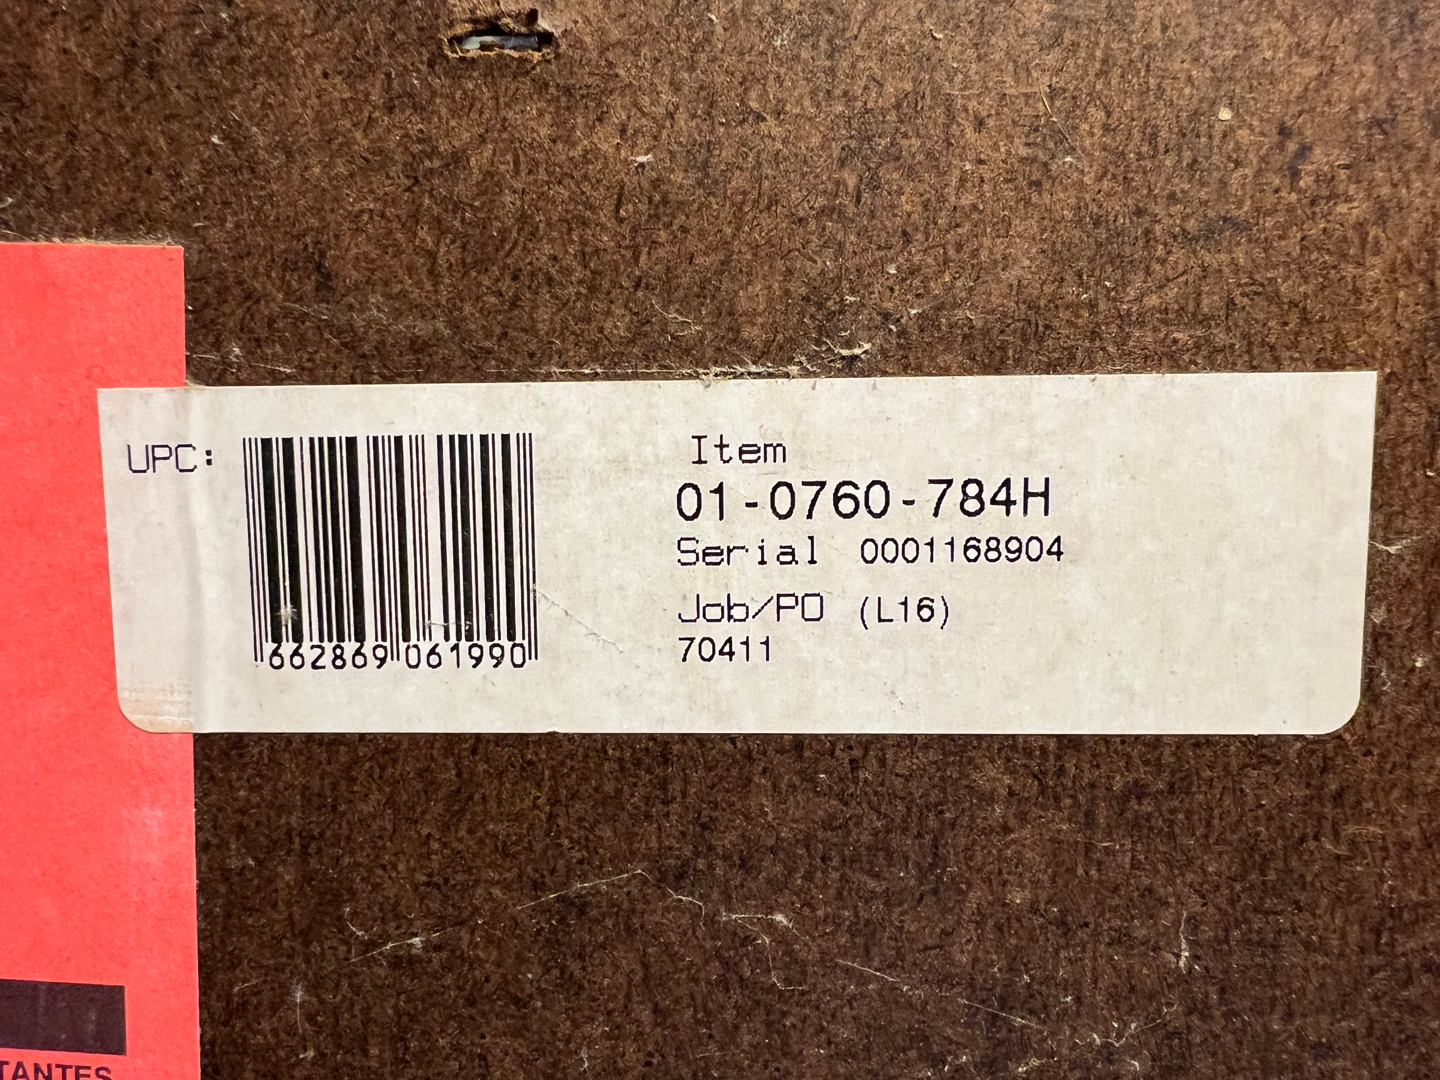 UPC:
662869 061990
Item
01-0760-784H
Serial 0001168904
Job/PO (L16)
70411
TANTES